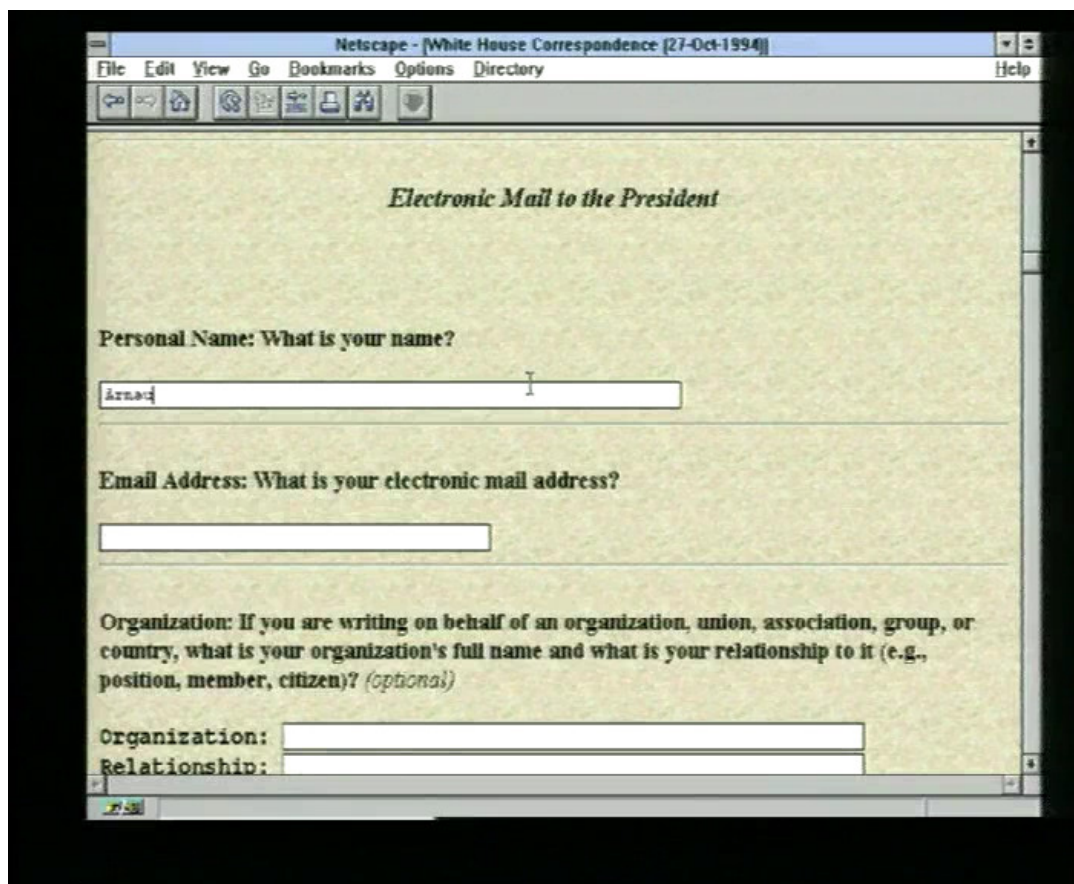 Netscape - [White House Correspondence [27-Oct-1994]]
File Edit View Go Bookmarks Options Directory Help
Electronic Mail to the President
Personal Name: What is your name?
Arnau
Email Address: What is your electronic mail address?
Organization: If you are writing on behalf of an organization, union, association, group, or
country, what is your organization's full name and what is your relationship to it (e.g.,
position, member, citizen)? (optional)
Organization:
Relationship: